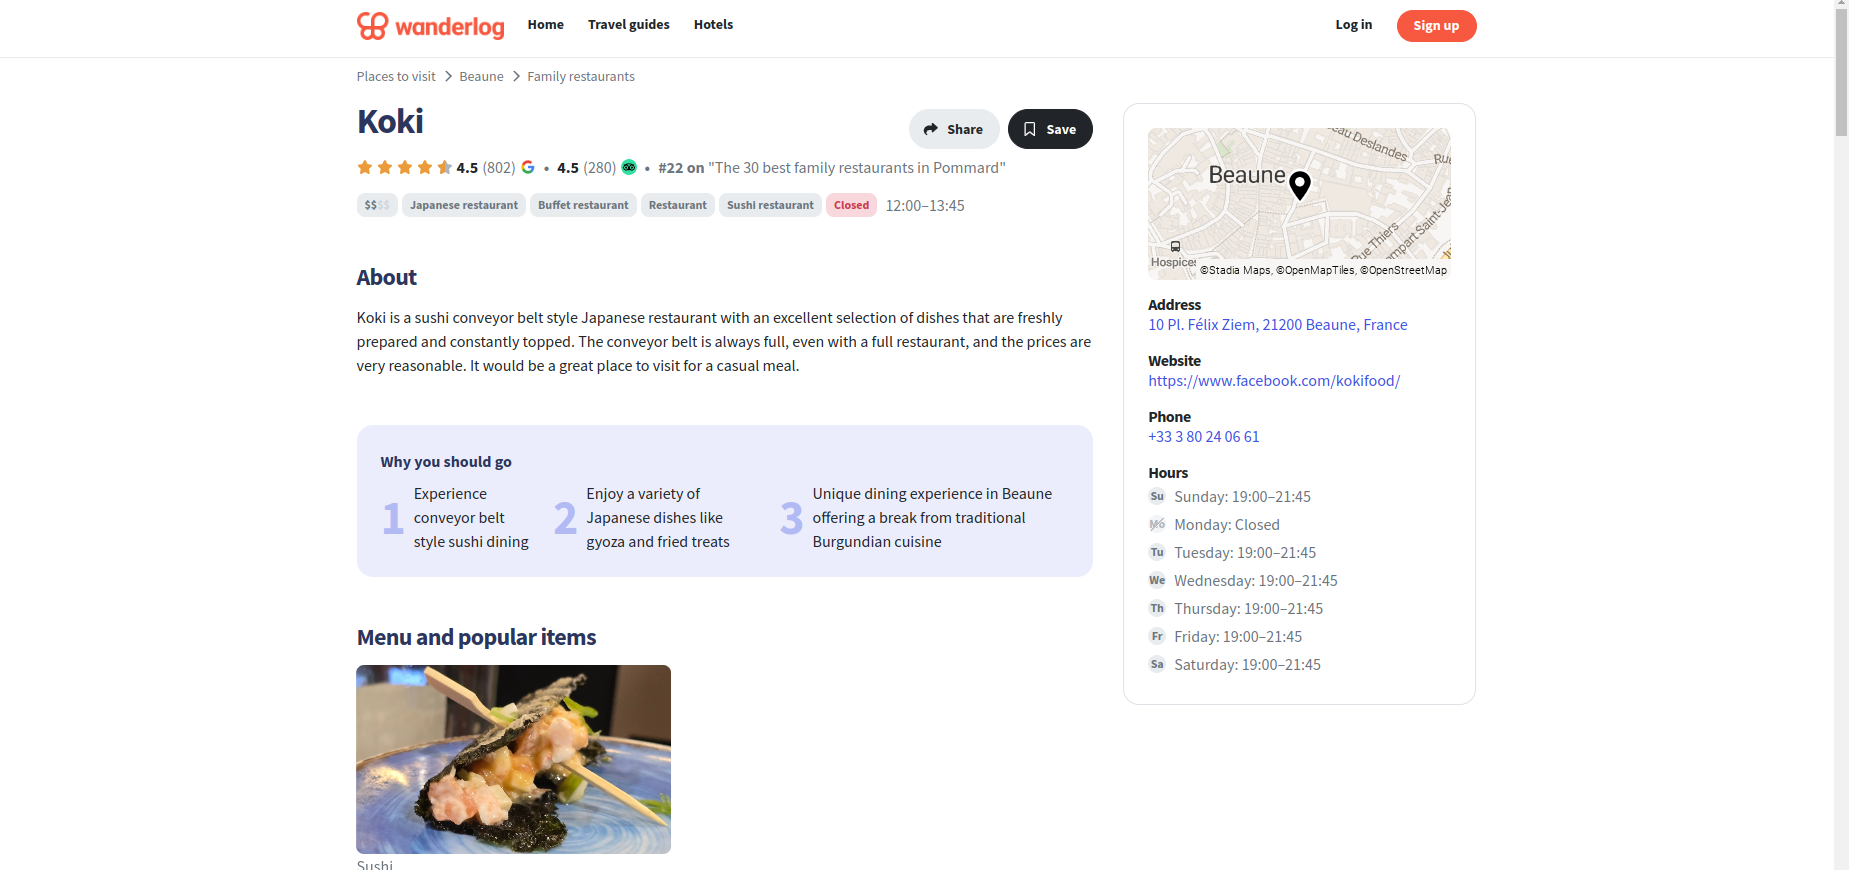 wanderlog
Home
Travel guides
Hotels
Log in
Sign up
Places to visit
Beaune
Family restaurants
Koki
Share
Save
4.5 (802) • 4.5 (280) • #22 on "The 30 best family restaurants in Pommard"
$$$$
Japanese restaurant
Buffet restaurant
Restaurant
Sushi restaurant
Closed
12:00–13:45
About
Koki is a sushi conveyor belt style Japanese restaurant with an excellent selection of dishes that are freshly
prepared and constantly topped. The conveyor belt is always full, even with a full restaurant, and the prices are
very reasonable. It would be a great place to visit for a casual meal.
Why you should go
1
Experience
conveyor belt
style sushi dining
2
Enjoy a variety of
Japanese dishes like
gyoza and fried treats
3
Unique dining experience in Beaune
offering a break from traditional
Burgundian cuisine
Menu and popular items
Sushi
eau Deslandes
Rue
Beaune
Rue Thiers
mpart Saint-Je
Hospices
©Stadia Maps, ©OpenMapTiles, ©OpenStreetMap
Address
10 Pl. Félix Ziem, 21200 Beaune, France
Website
https://www.facebook.com/kokifood/
Phone
+33 3 80 24 06 61
Hours
Su Sunday: 19:00–21:45
Mo Monday: Closed
Tu Tuesday: 19:00–21:45
We Wednesday: 19:00–21:45
Th Thursday: 19:00–21:45
Fr Friday: 19:00–21:45
Sa Saturday: 19:00–21:45